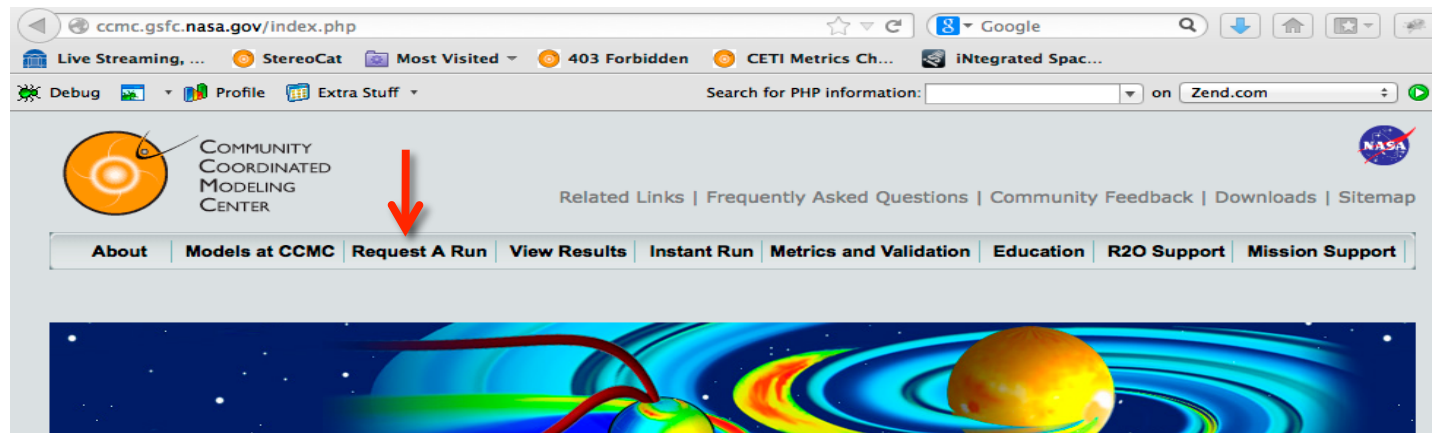 ccmc.gsfc.nasa.gov/index.php
Google
Live Streaming, ... StereoCat Most Visited 403 Forbidden CETI Metrics Ch... iNtegrated Spac...
Debug Profile Extra Stuff Search for PHP information: on Zend.com
COMMUNITY
COORDINATED
MODELING
CENTER
NASA
Related Links | Frequently Asked Questions | Community Feedback | Downloads | Sitemap
About Models at CCMC Request A Run View Results Instant Run Metrics and Validation Education R2O Support Mission Support